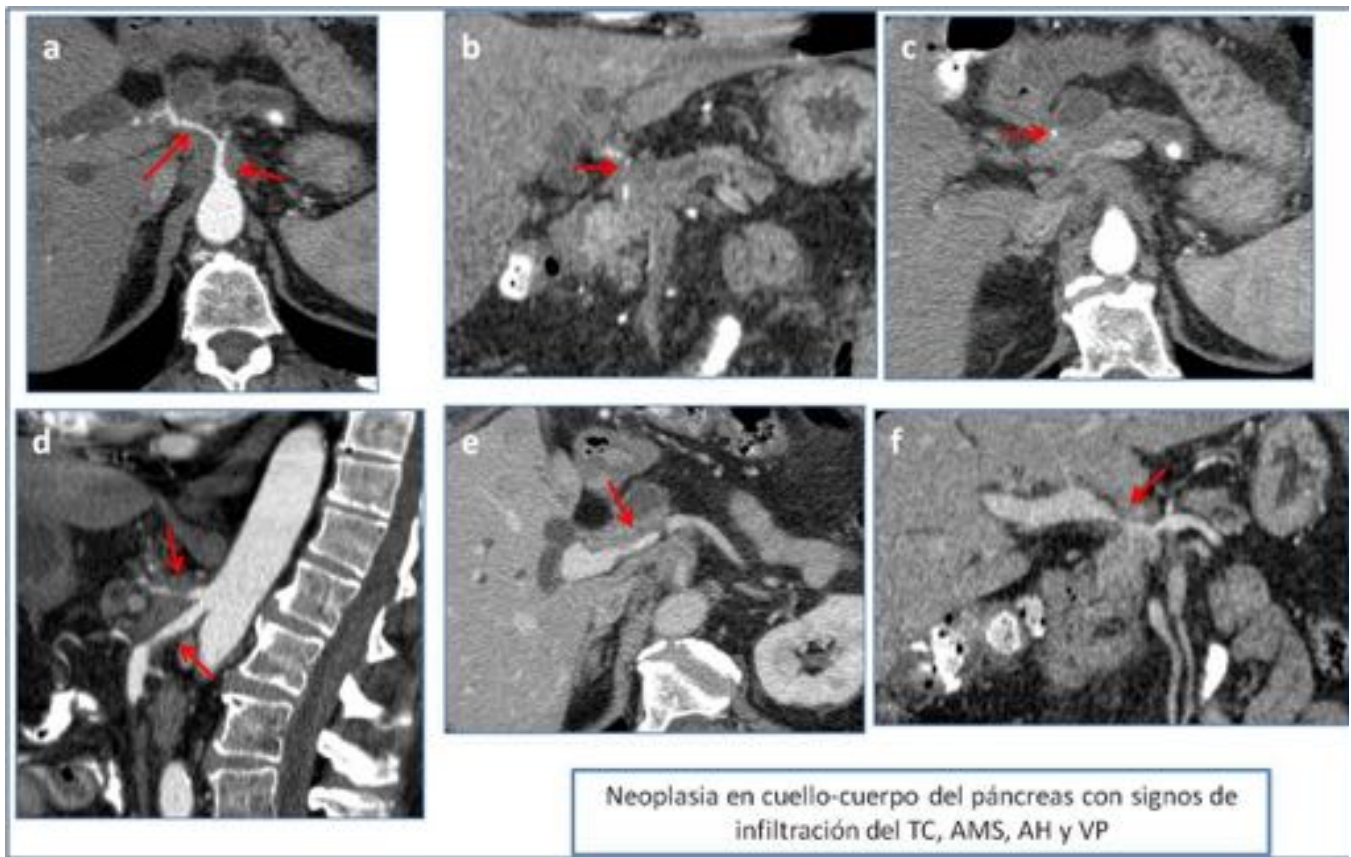 a
b
c
d
e
f
Neoplasia en cuello-cuerpo del páncreas con signos de
infiltración del TC, AMS, AH y VP